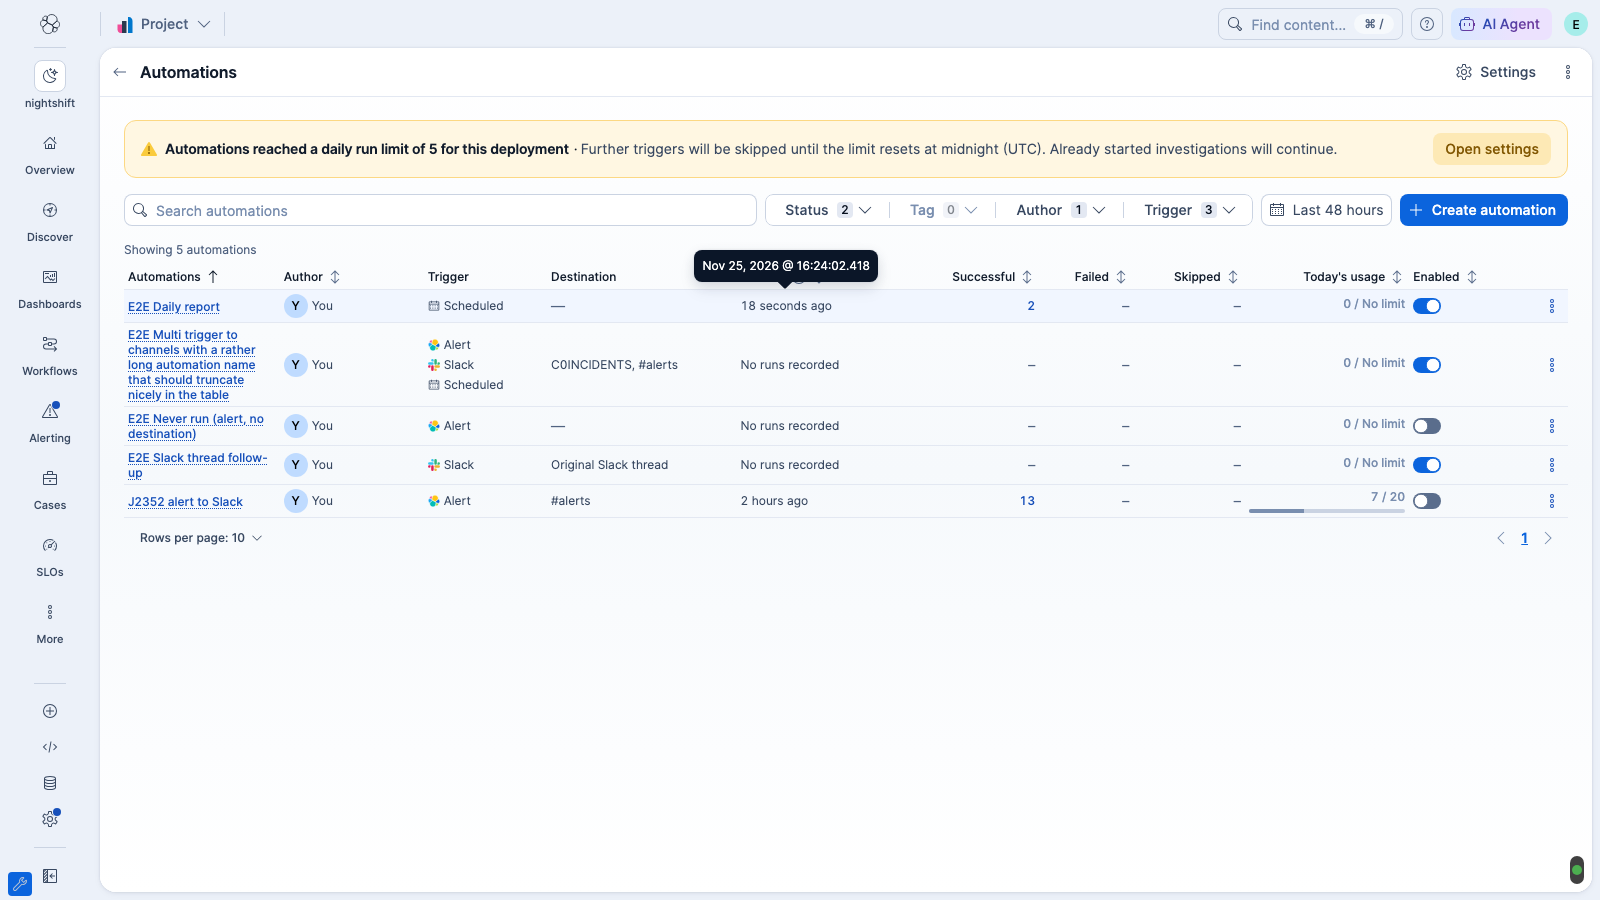 Project
Find content...
⌘ /
AI Agent
E
nightshift
Overview
Discover
Dashboards
Workflows
Alerting
Cases
SLOs
More
Automations
Settings
Automations reached a daily run limit of 5 for this deployment · Further triggers will be skipped until the limit resets at midnight (UTC). Already started investigations will continue.
Open settings
Search automations
Status 2
Tag 0
Author 1
Trigger 3
Last 48 hours
Create automation
Showing 5 automations
Nov 25, 2026 @ 16:24:02.418
Automations Author Trigger Destination Successful Failed Skipped Today's usage Enabled
E2E Daily report
Y You
Scheduled
—
18 seconds ago
2 – – 0 / No limit
E2E Multi trigger to
channels with a rather
long automation name
that should truncate
nicely in the table
Y You
Alert
Slack
Scheduled
C0INCIDENTS, #alerts
No runs recorded
– – – 0 / No limit
E2E Never run (alert, no
destination)
Y You
Alert
—
No runs recorded
– – – 0 / No limit
E2E Slack thread follow-
up
Y You
Slack
Original Slack thread
No runs recorded
– – – 0 / No limit
J2352 alert to Slack
Y You
Alert
#alerts
2 hours ago
13 – – 7 / 20
Rows per page: 10
1